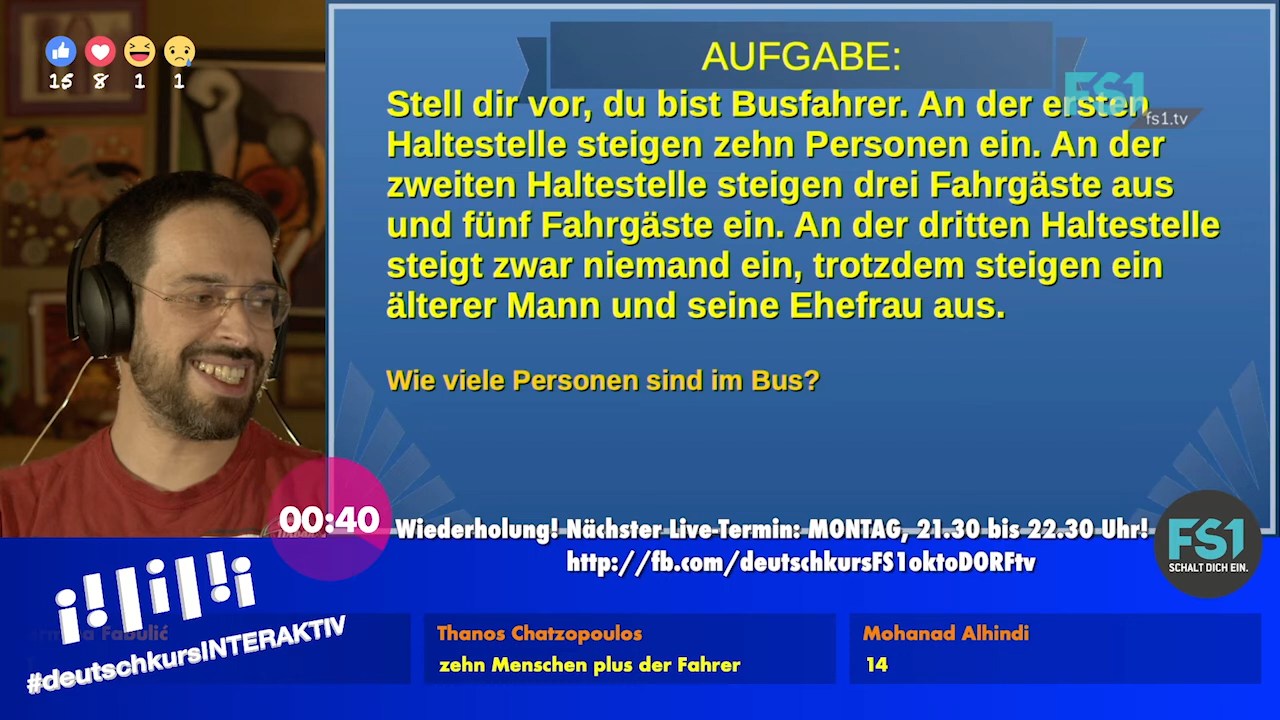 15 8 1 1
AUFGABE:
Stell dir vor, du bist Busfahrer. An der ersten
Haltestelle steigen zehn Personen ein. An der
zweiten Haltestelle steigen drei Fahrgäste aus
und fünf Fahrgäste ein. An der dritten Haltestelle
steigt zwar niemand ein, trotzdem steigen ein
älterer Mann und seine Ehefrau aus.
FS1
fs1.tv
Wie viele Personen sind im Bus?
00:40
Wiederholung! Nächster Live-Termin: MONTAG, 21.30 bis 22.30 Uhr!
http://fb.com/deutschkursFS1oktoDORFtv
FS1
SCHALT DICH EIN.
#deutschkursINTERAKTIV
Fabulić
Thanos Chatzopoulos
zehn Menschen plus der Fahrer
Mohanad Alhindi
14